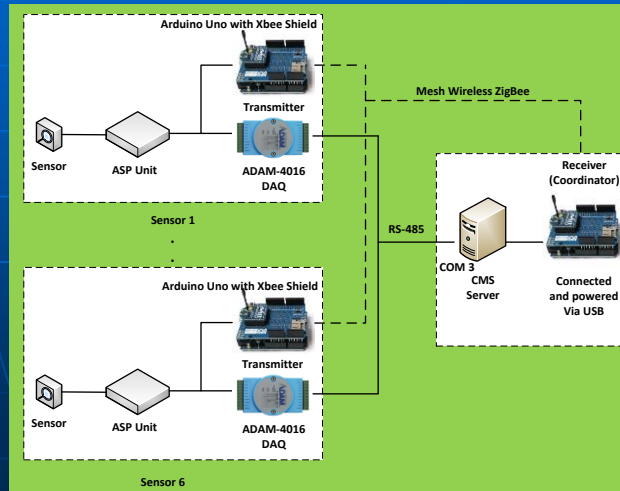 Arduino Uno with Xbee Shield
Transmitter
Sensor
ASP Unit
ADAM-4016
DAQ
Sensor 1
.
.
Arduino Uno with Xbee Shield
Transmitter
Sensor
ASP Unit
ADAM-4016
DAQ
Sensor 6
Mesh Wireless ZigBee
RS-485
Receiver
(Coordinator)
COM 3
CMS
Server
Connected
and powered
Via USB
ADAM
ADAM